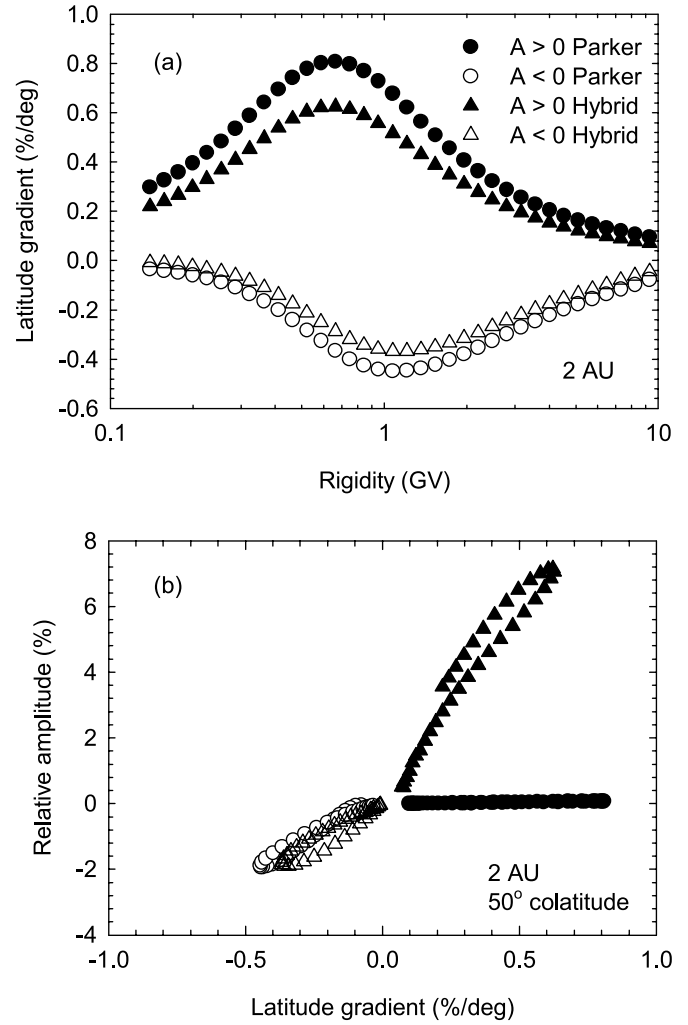 (a)
A > 0 Parker
A < 0 Parker
A > 0 Hybrid
A < 0 Hybrid
1.0
0.8
0.6
0.4
0.2
0.0
-0.2
-0.4
-0.6
Latitude gradient (%/deg)
2 AU
0.1
1
10
Rigidity (GV)
(b)
8
6
4
2
0
-2
-4
Relative amplitude (%)
2 AU
50° colatitude
-1.0
-0.5
0.0
0.5
1.0
Latitude gradient (%/deg)